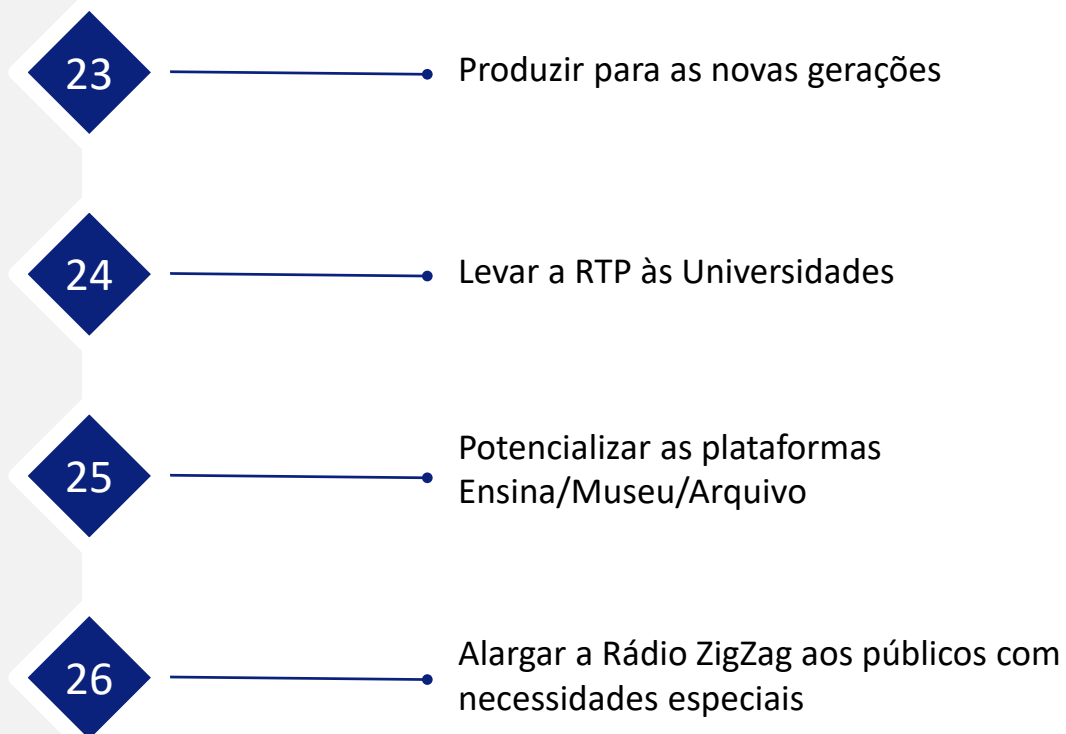 23
Produzir para as novas gerações
24
Levar a RTP às Universidades
25
Potencializar as plataformas
Ensina/Museu/Arquivo
26
Alargar a Rádio ZigZag aos públicos com
necessidades especiais